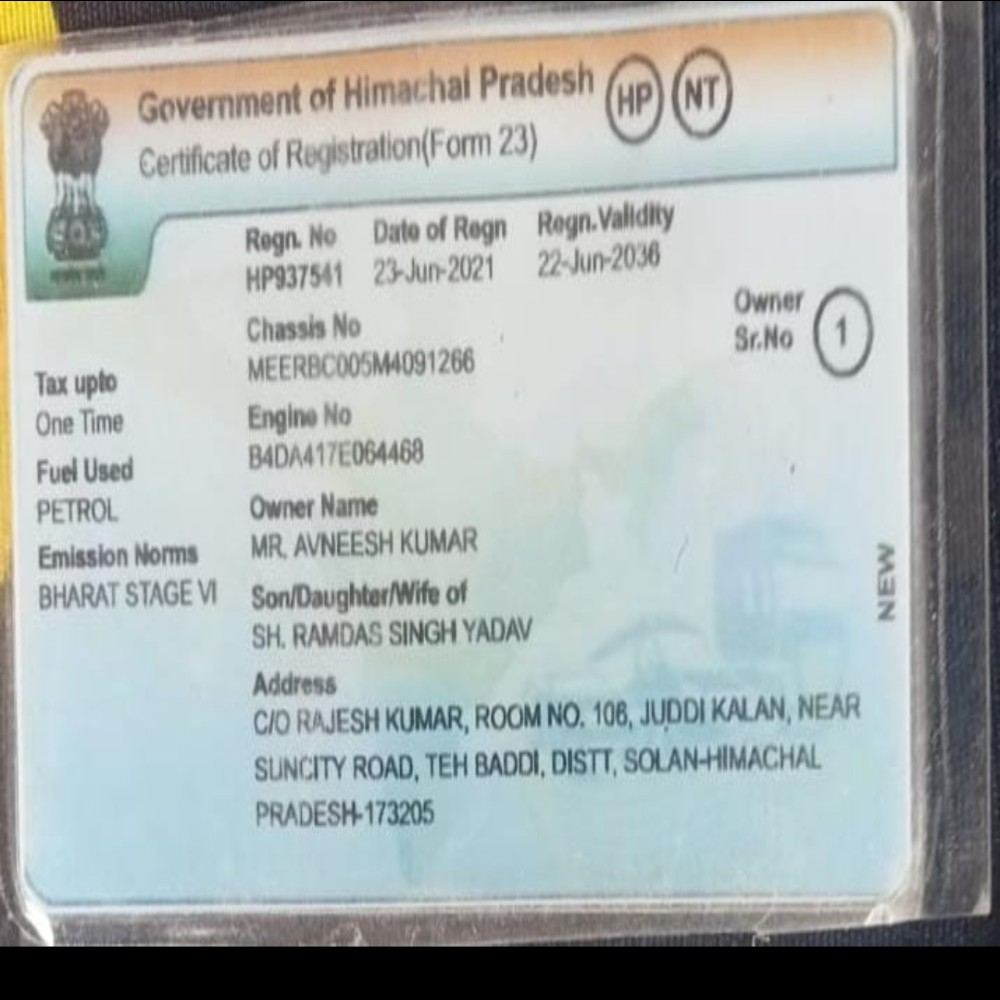 Government of Himachal Pradesh HP NT
Certificate of Registration(Form 23)
Regn. No Date of Regn Regn.Validity
HP937541 23-Jun-2021 22-Jun-2036
Owner
Sr.No 1
Chassis No
MEERBC005M4091266
Tax upto
One Time
Engine No
B4DA417E064468
Fuel Used
PETROL
Owner Name
MR. AVNEESH KUMAR
Emission Norms
BHARAT STAGE VI
Son/Daughter/Wife of
SH. RAMDAS SINGH YADAV
NEW
Address
C/O RAJESH KUMAR, ROOM NO. 106, JUDDI KALAN, NEAR
SUNCITY ROAD, TEH BADDI, DISTT, SOLAN-HIMACHAL
PRADESH-173205